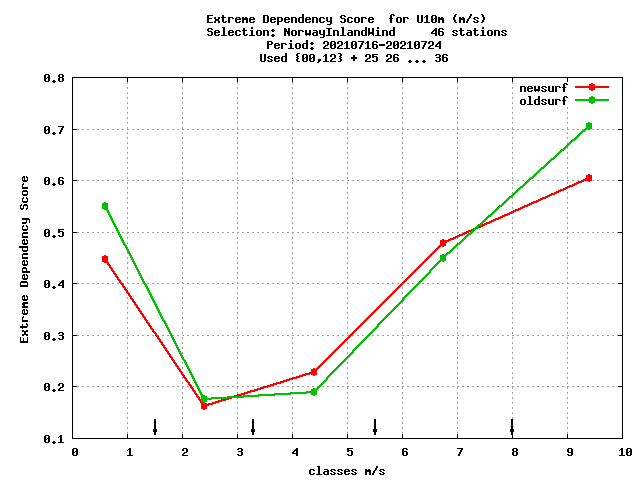 Extreme Dependency Score  for U10m (m/s)
Selection: NorwayInlandWind     46 stations
Period: 20210716-20210724
Used {00,12} + 25 26 ... 36
newsurf
oldsurf
0.8
0.7
0.6
0.5
0.4
0.3
0.2
0.1
Extreme Dependency Score
0 1 2 3 4 5 6 7 8 9 10
classes m/s